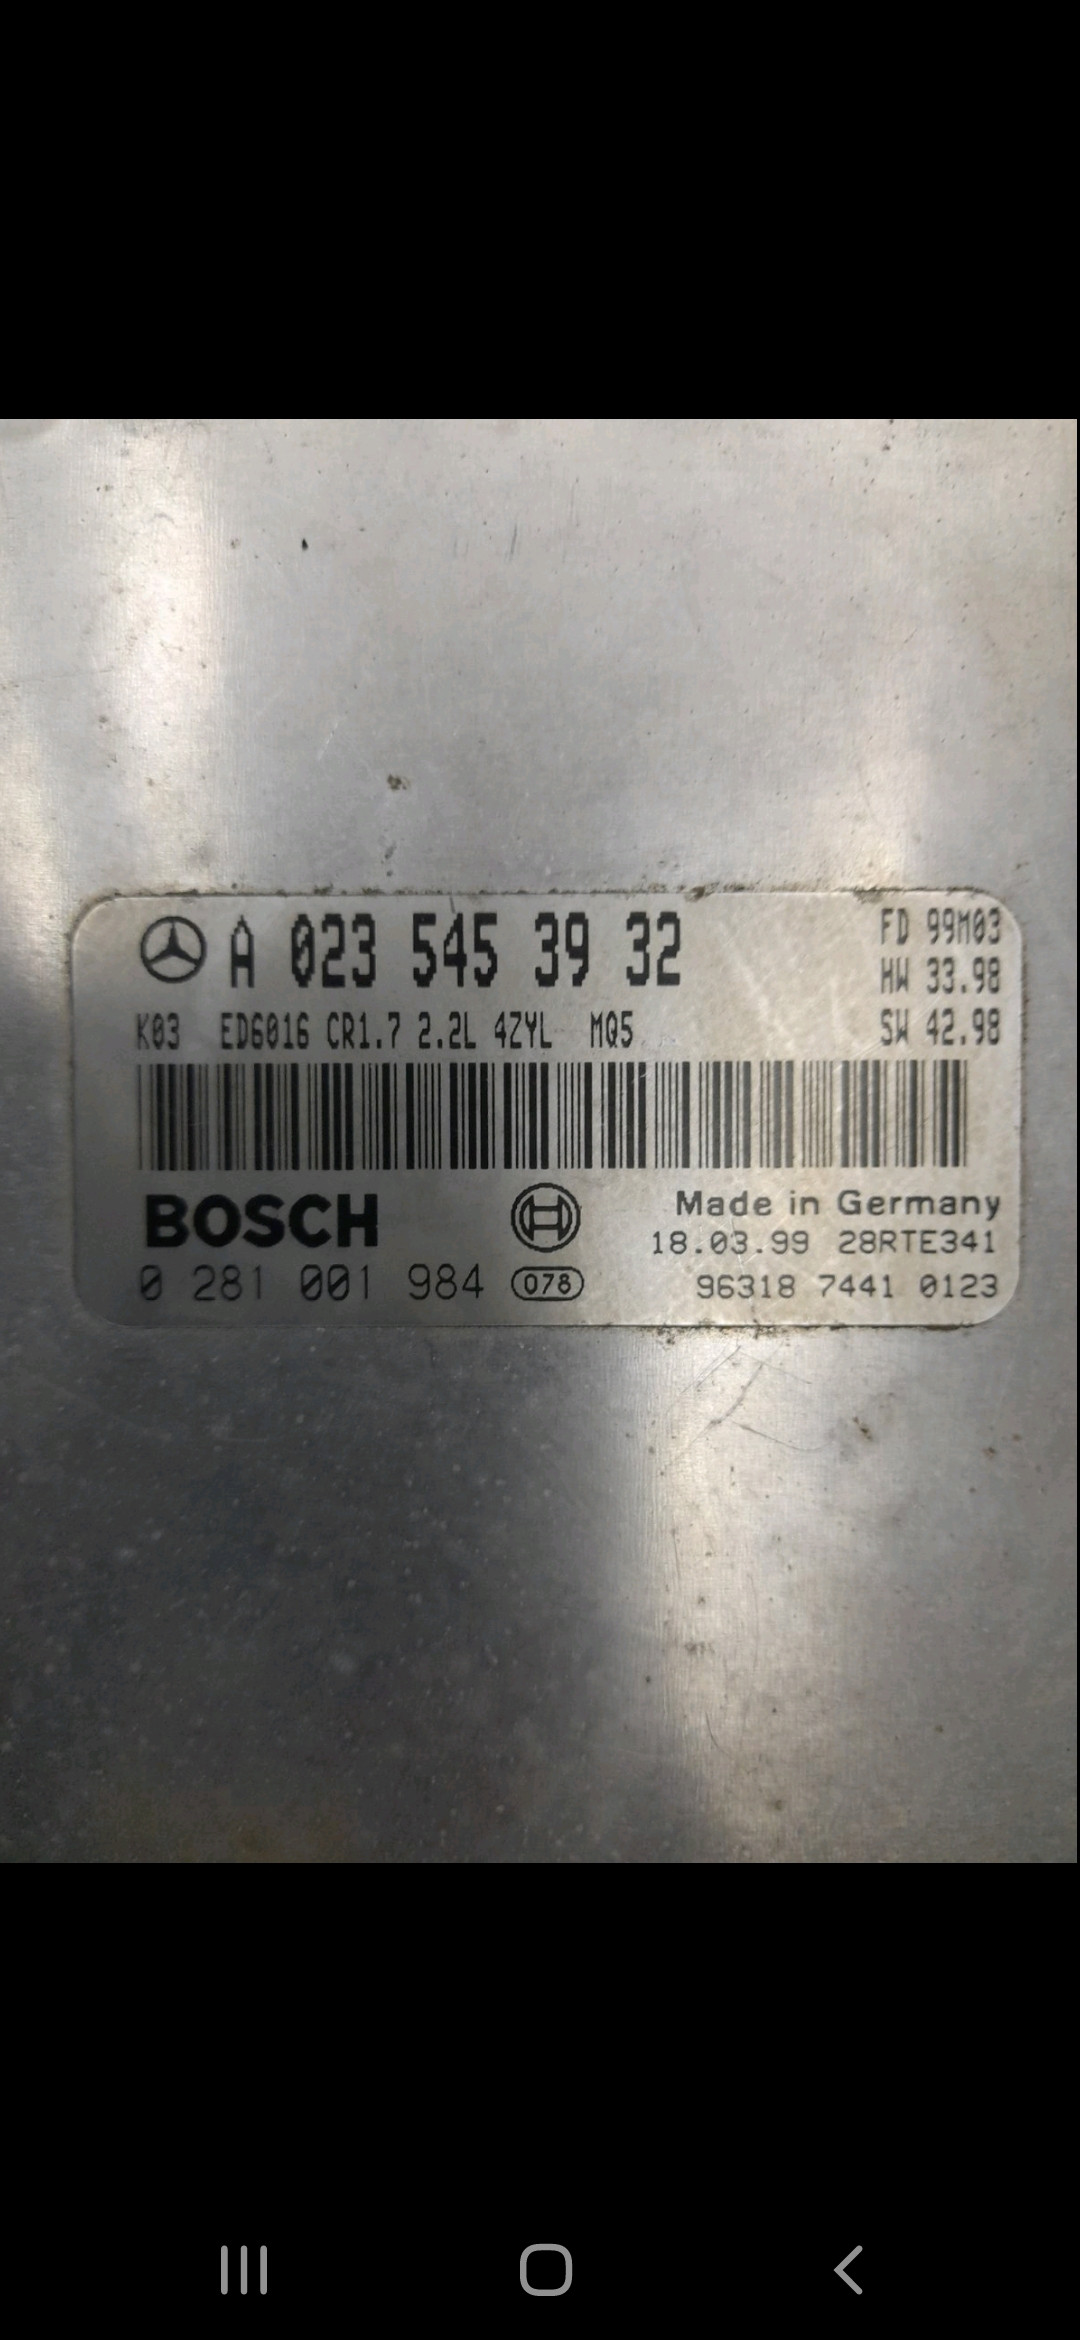 A 023 545 39 32
FD 99M03
HW 33.98
K03 ED6016 CR1.7 2.2L 4ZYL MQ5
SW 42.98
BOSCH
Made in Germany
18.03.99 28RTE341
0 281 001 984 078
96318 7441 0123